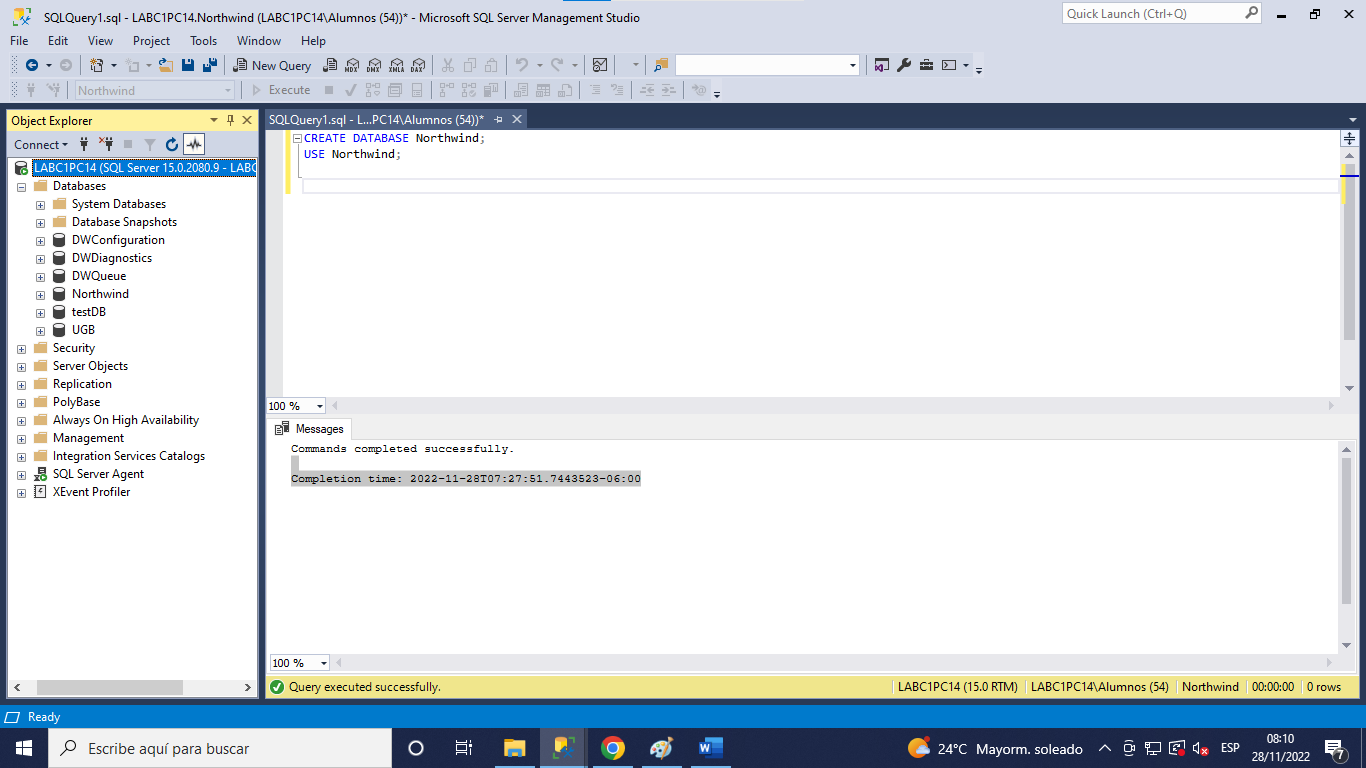 SQLQuery1.sql - LABC1PC14.Northwind (LABC1PC14\Alumnos (54))* - Microsoft SQL Server Management Studio
Quick Launch (Ctrl+Q)
File Edit View Project Tools Window Help
New Query
MDX DMX XMLA DAX
Northwind
Execute
Object Explorer
Connect
LABC1PC14 (SQL Server 15.0.2080.9 - LABC
Databases
System Databases
Database Snapshots
DWConfiguration
DWDiagnostics
DWQueue
Northwind
testDB
UGB
Security
Server Objects
Replication
PolyBase
Always On High Availability
Management
Integration Services Catalogs
SQL Server Agent
XEvent Profiler
SQLQuery1.sql - L...PC14\Alumnos (54))*
CREATE DATABASE Northwind;
USE Northwind;
100 %
Messages
Commands completed successfully.
Completion time: 2022-11-28T07:27:51.7443523-06:00
100 %
Query executed successfully.
LABC1PC14 (15.0 RTM)
LABC1PC14\Alumnos (54)
Northwind
00:00:00
0 rows
Ready
Escribe aquí para buscar
24°C Mayorm. soleado
ESP
08:10
28/11/2022
7